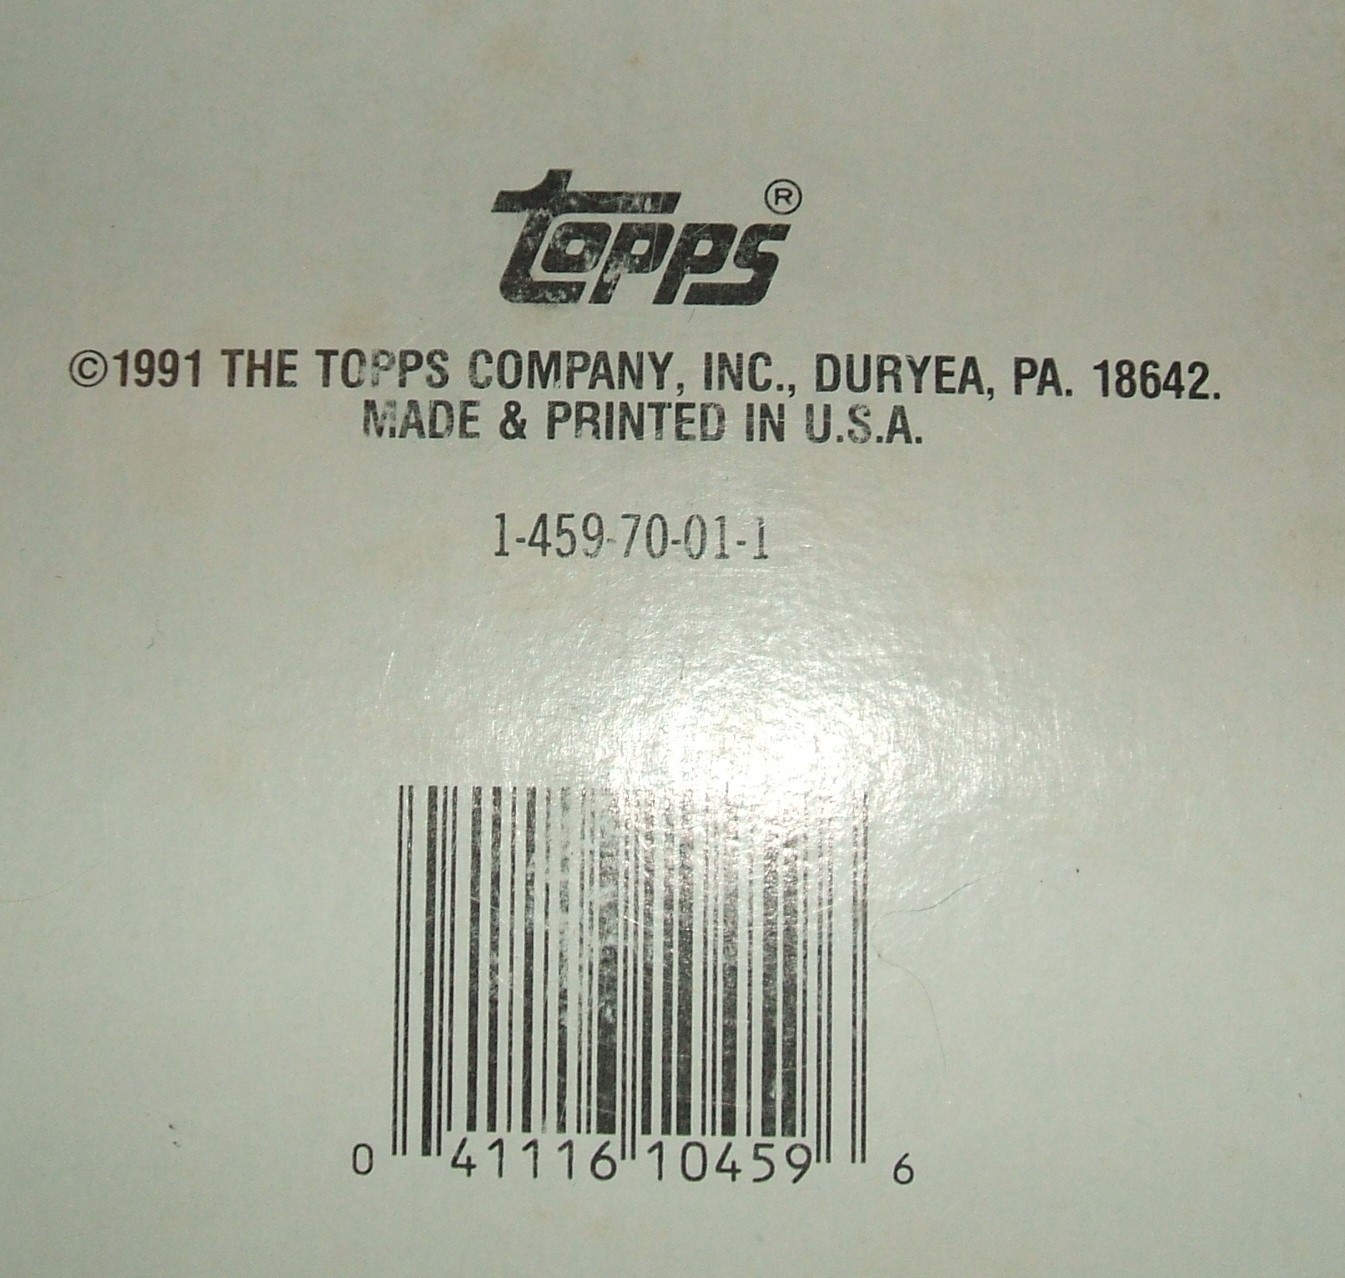 topps®
©1991 THE TOPPS COMPANY, INC., DURYEA, PA. 18642.
MADE & PRINTED IN U.S.A.
1-459-70-01-1
0 41116 10459 6